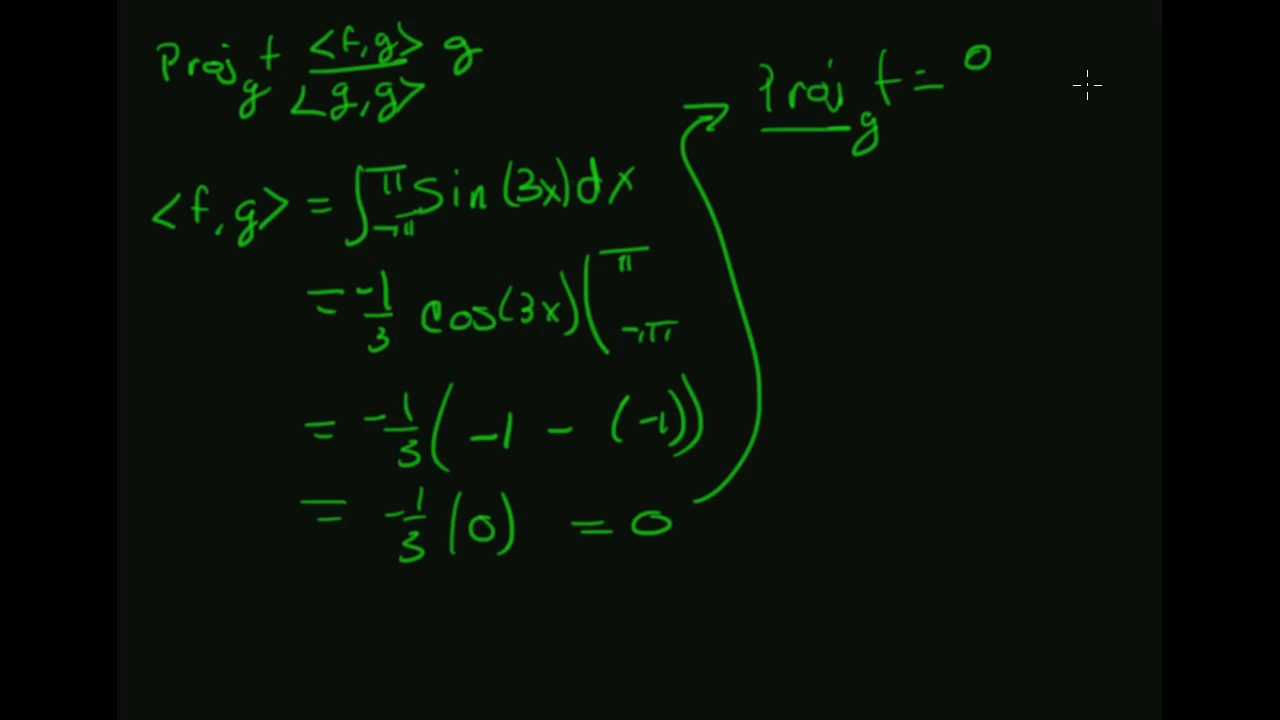 Proj_g f <f,g>/<g,g> g
<f,g> = ∫_{-π}^{π} Sin(3x)dx
= -1/3 cos(3x)(^{π}_{-π}
= -1/3(-1 - (-1))
= -1/3(0) = 0
Proj_g f = 0